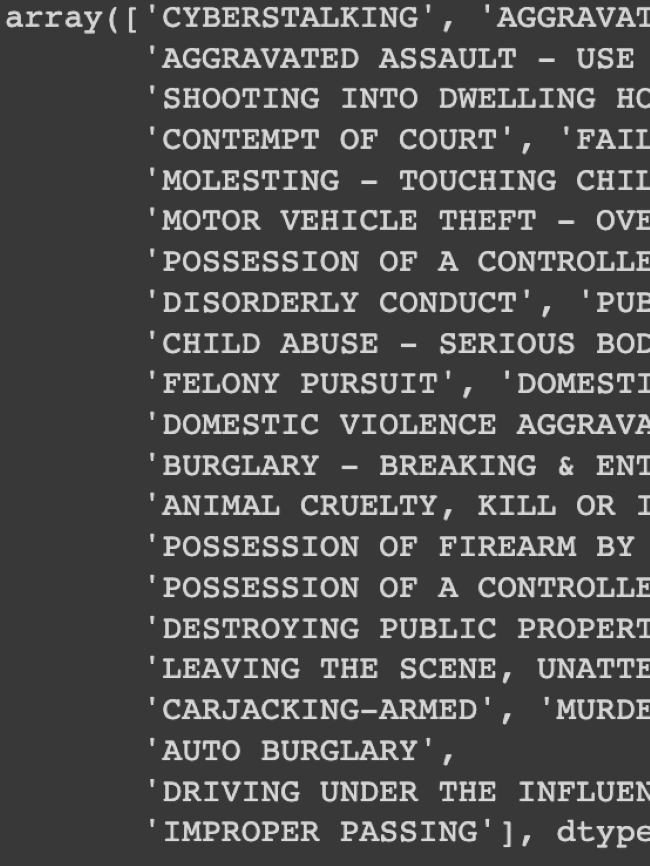 array(['CYBERSTALKING', 'AGGRAVAT
'AGGRAVATED ASSAULT - USE
'SHOOTING INTO DWELLING HO
'CONTEMPT OF COURT', 'FAIL
'MOLESTING - TOUCHING CHIL
'MOTOR VEHICLE THEFT - OVE
'POSSESSION OF A CONTROLLE
'DISORDERLY CONDUCT', 'PUB
'CHILD ABUSE - SERIOUS BOD
'FELONY PURSUIT', 'DOMESTI
'DOMESTIC VIOLENCE AGGRAVA
'BURGLARY - BREAKING & ENT
'ANIMAL CRUELTY, KILL OR I
'POSSESSION OF FIREARM BY
'POSSESSION OF A CONTROLLE
'DESTROYING PUBLIC PROPERT
'LEAVING THE SCENE, UNATTE
'CARJACKING-ARMED', 'MURDE
'AUTO BURGLARY',
'DRIVING UNDER THE INFLUEN
'IMPROPER PASSING'], dtype